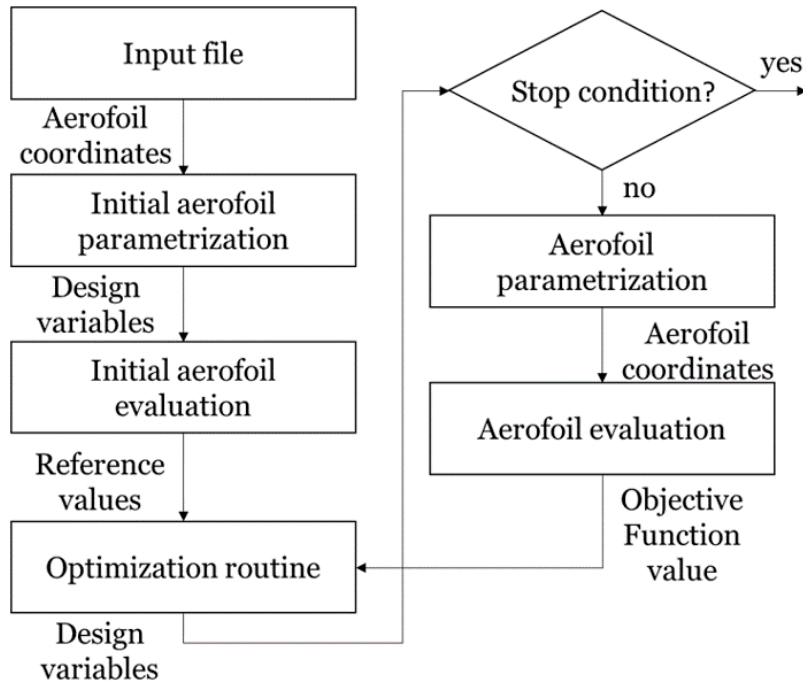 Input file
Aerofoil
coordinates
Initial aerofoil
parametrization
Design
variables
Initial aerofoil
evaluation
Reference
values
Optimization routine
Design
variables
Stop condition?
yes
no
Aerofoil
parametrization
Aerofoil
coordinates
Aerofoil evaluation
Objective
Function
value